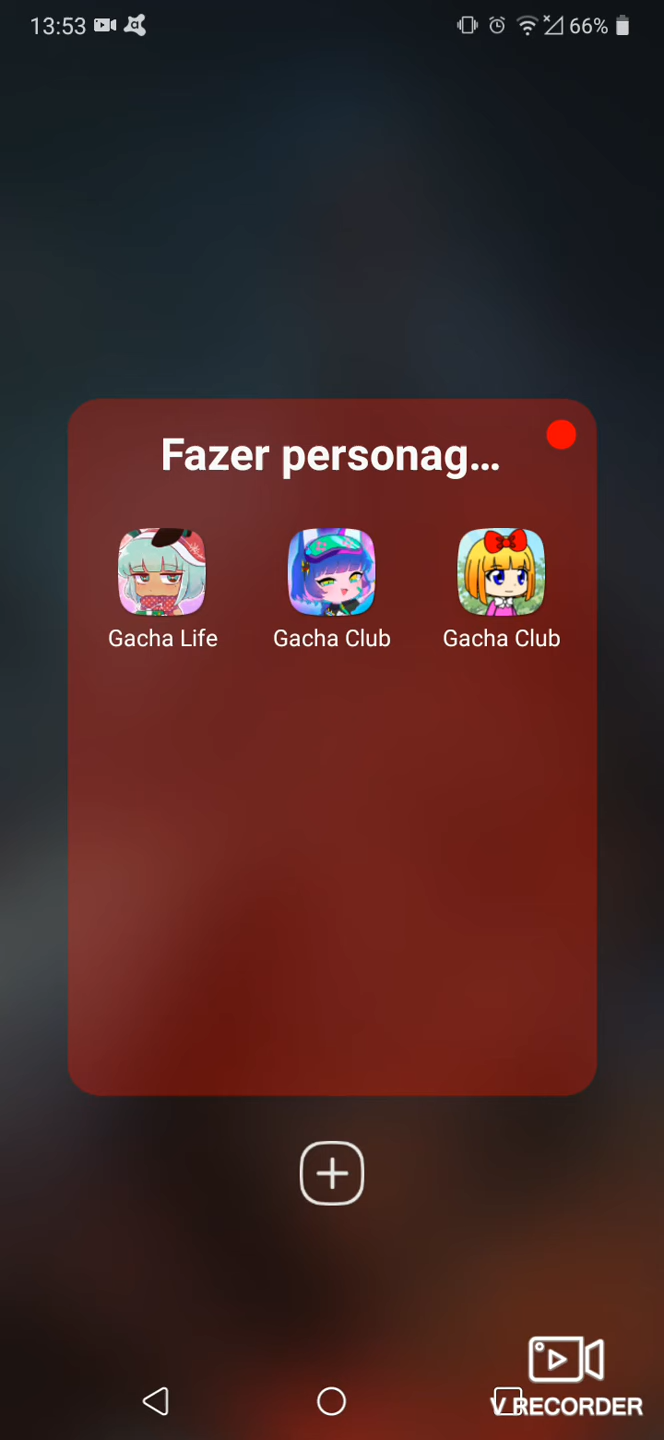 13:53
66%
Fazer personag...
Gacha Life
Gacha Club
Gacha Club
V RECORDER